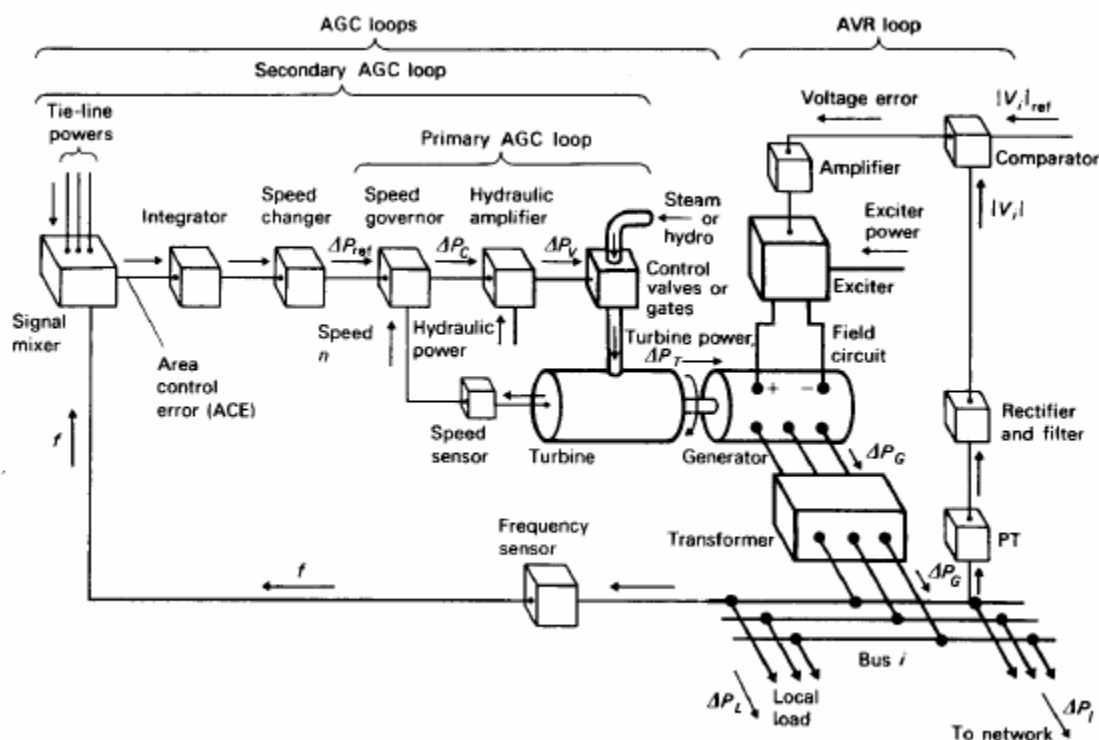 AGC loops
AVR loop
Secondary AGC loop
Tie-line
powers
Voltage error
|V_i|_ref
Primary AGC loop
Amplifier
Comparator
Integrator
Speed
changer
Speed
governor
Hydraulic
amplifier
Steam
or
hydro
Exciter
power
|V_i|
ΔP_ref
ΔP_C
ΔP_V
Control
valves or
gates
Exciter
Signal
mixer
Speed
n
Hydraulic
power
Turbine power,
ΔP_T
Field
circuit
Area
control
error (ACE)
+
−
f
Speed
sensor
Turbine
Generator
ΔP_G
Rectifier
and filter
Frequency
sensor
Transformer
PT
f
ΔP_G
Bus i
ΔP_L
Local
load
ΔP_I
To network